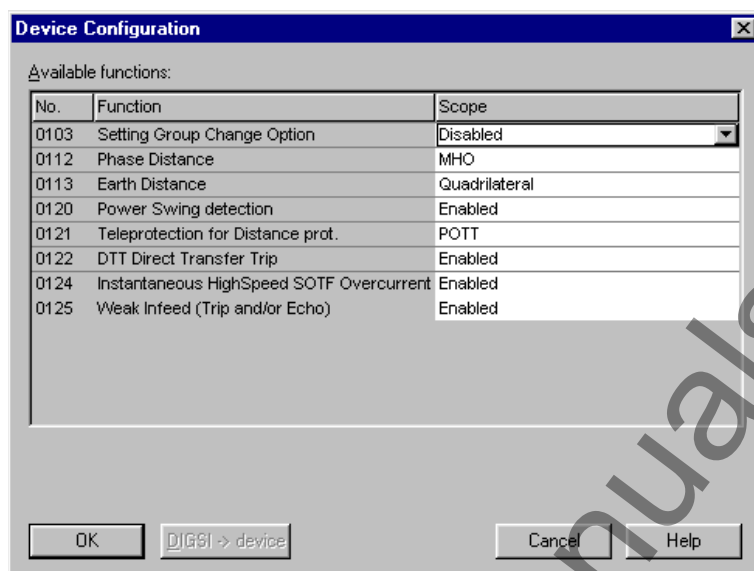 Device Configuration
Available functions:
No. Function Scope
0103 Setting Group Change Option Disabled
0112 Phase Distance MHO
0113 Earth Distance Quadrilateral
0120 Power Swing detection Enabled
0121 Teleprotection for Distance prot. POTT
0122 DTT Direct Transfer Trip Enabled
0124 Instantaneous HighSpeed SOTF Overcurrent Enabled
0125 Weak Infeed (Trip and/or Echo) Enabled
OK DIGSI -> device Cancel Help